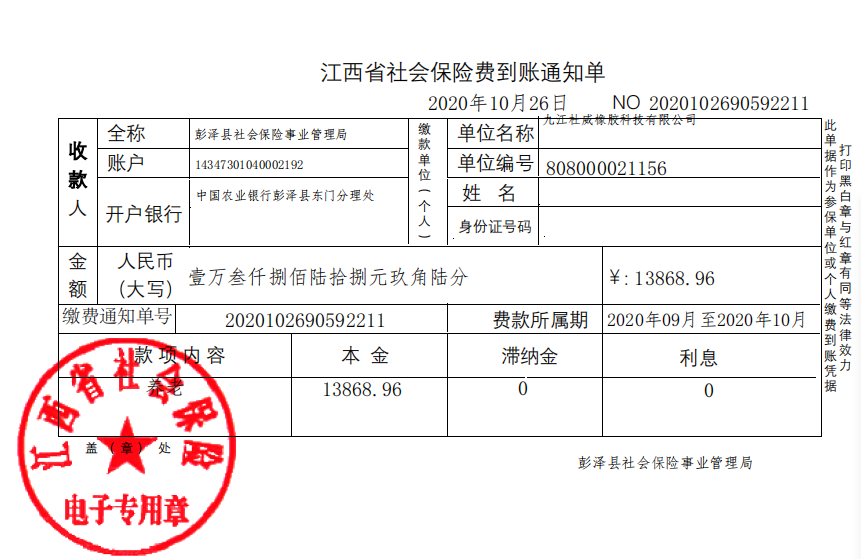 江西省社会保险费到账通知单
2020年10月26日 NO 2020102690592211
收款人
全称 彭泽县社会保险事业管理局
账户 14347301040002192
开户银行 中国农业银行彭泽县东门分理处
缴款单位(个人)
单位名称 九江杜威橡胶科技有限公司
单位编号 808000021156
姓 名
身份证号码
金额 人民币(大写) 壹万叁仟捌佰陆拾捌元玖角陆分 ¥:13868.96
缴费通知单号 2020102690592211 费款所属期 2020年09月至2020年10月
款项内容 本金 滞纳金 利息
养老 13868.96 0 0
盖（章）处
彭泽县社会保险事业管理局
江西省社会保险
电子专用章
此单据作为参保单位或个人缴费到账凭据
打印黑白章与红章有同等法律效力